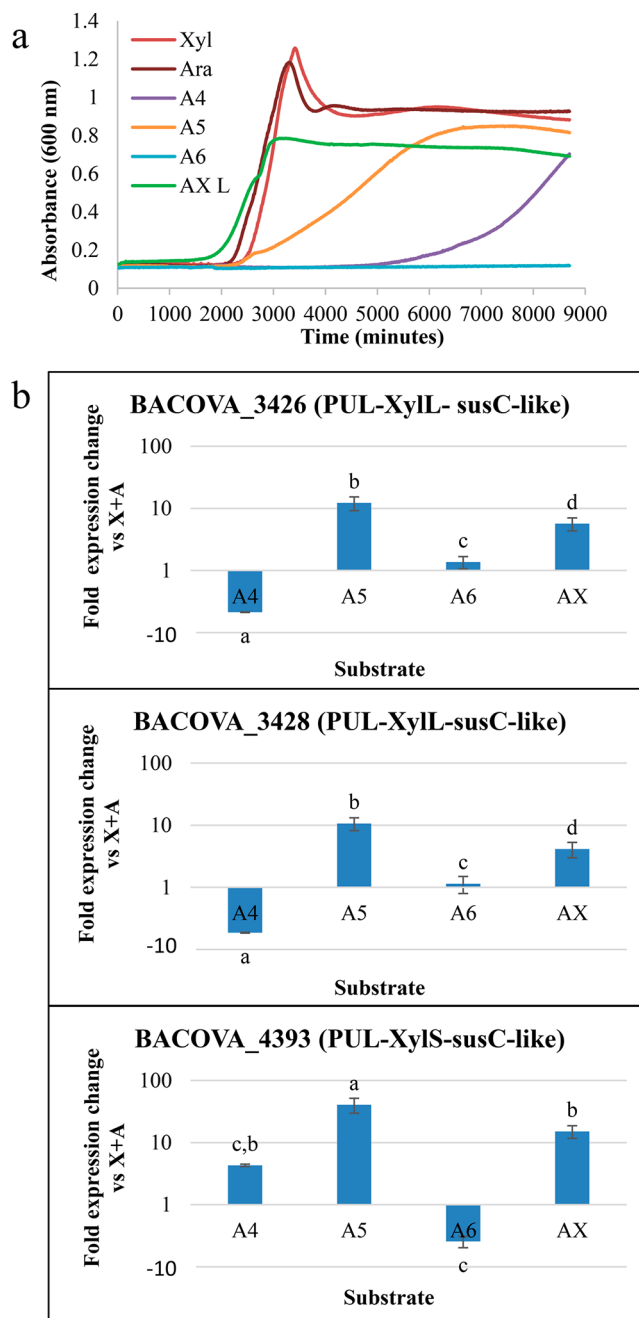 a
1.4
1.2
1
0.8
0.6
0.4
0.2
0
Absorbance (600 nm)
Xyl
Ara
A4
A5
A6
AX L
0 1000 2000 3000 4000 5000 6000 7000 8000 9000
Time (minutes)
b
BACOVA_3426 (PUL-XylL- susC-like)
Fold expression change
vs X+A
100
10
1
-10
b
c
d
A4 A5 A6 AX
a
Substrate
BACOVA_3428 (PUL-XylL-susC-like)
Fold expression change
vs X+A
100
10
1
-10
b
c
d
A4 A5 A6 AX
a
Substrate
BACOVA_4393 (PUL-XylS-susC-like)
Fold expression change
vs X+A
100
10
1
-10
c,b
a
b
A4 A5 A6 AX
c
Substrate